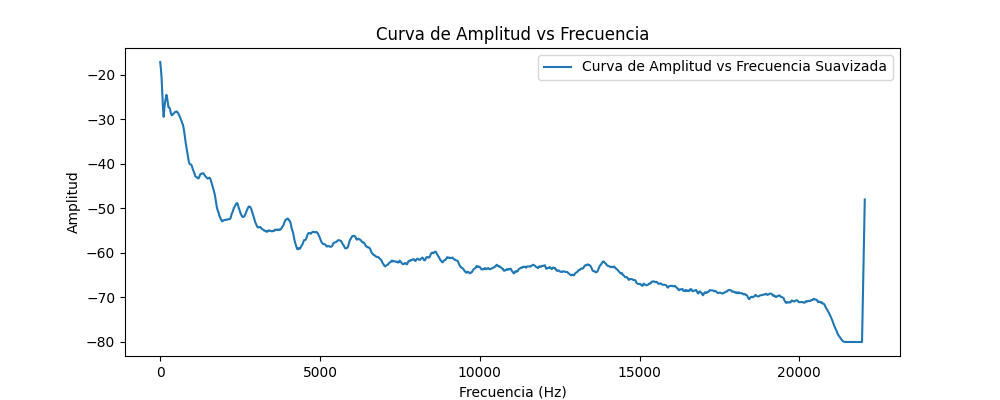 Curva de Amplitud vs Frecuencia
Curva de Amplitud vs Frecuencia Suavizada
Amplitud
−20
−30
−40
−50
−60
−70
−80
0 5000 10000 15000 20000
Frecuencia (Hz)